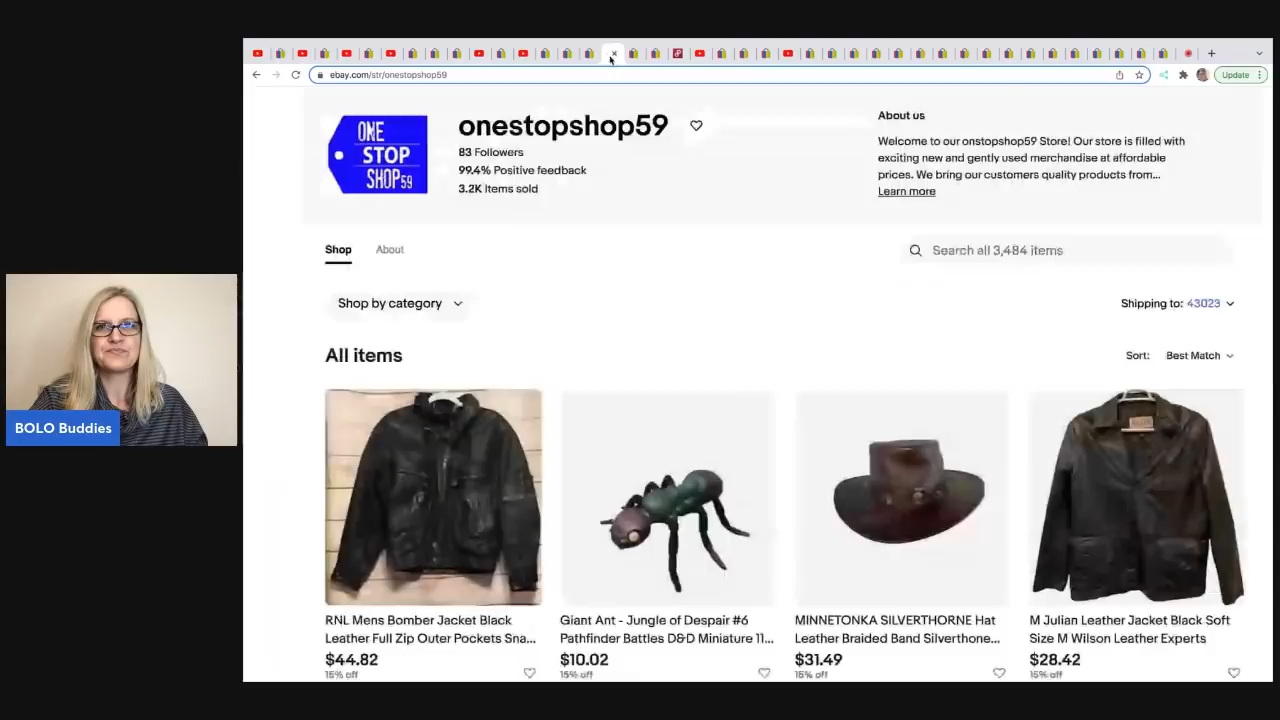 ebay.com/str/onestopshop59
Update
ONE
STOP
SHOP59
onestopshop59
83 Followers
99.4% Positive feedback
3.2K Items sold
About us
Welcome to our onstopshop59 Store! Our store is filled with
exciting new and gently used merchandise at affordable
prices. We bring our customers quality products from...
Learn more
Shop
About
Search all 3,484 items
Shop by category
Shipping to: 43023
All items
Sort:
Best Match
RNL Mens Bomber Jacket Black
Leather Full Zip Outer Pockets Sna...
$44.82
15% off
Giant Ant - Jungle of Despair #6
Pathfinder Battles D&D Miniature 11...
$10.02
15% off
MINNETONKA SILVERTHORNE Hat
Leather Braided Band Silverthone...
$31.49
15% off
M Julian Leather Jacket Black Soft
Size M Wilson Leather Experts
$28.42
15% off
BOLO Buddies